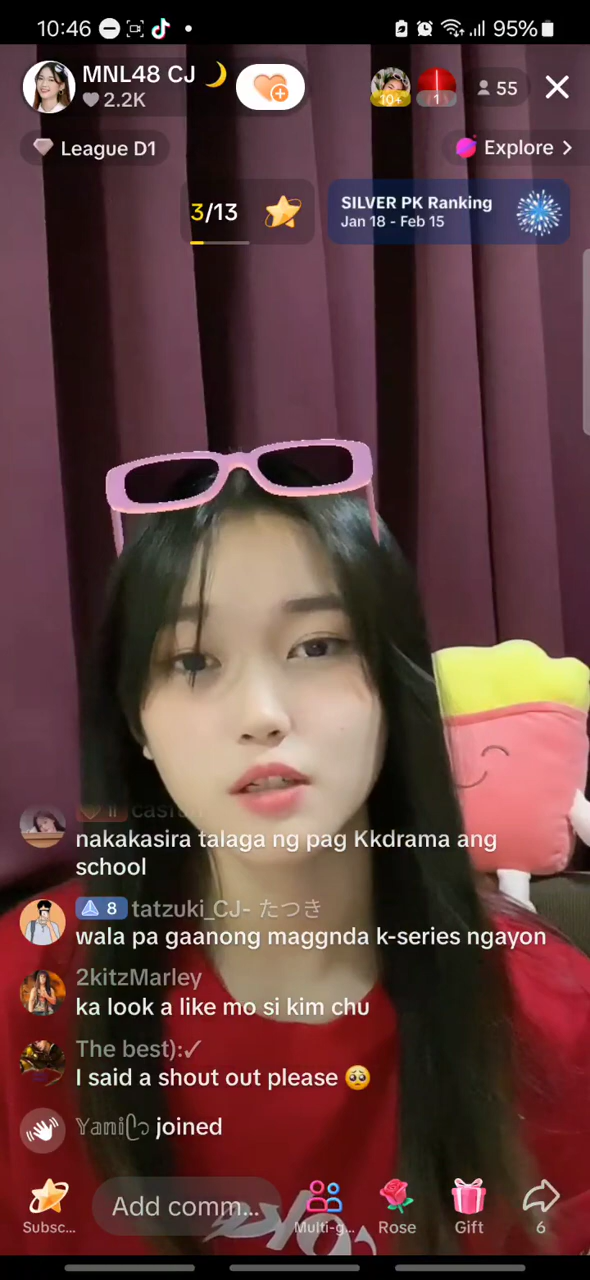 10:46
95%
MNL48 CJ 🌙
2.2K
10+
1
55
League D1
Explore >
3/13
SILVER PK Ranking
Jan 18 - Feb 15
nakakasira talaga ng pag Kkdrama ang
school
8 tatzuki_CJ- たつき
wala pa gaanong maggnda k-series ngayon
2kitzMarley
ka look a like mo si kim chu
The best):✓
I said a shout out please 🥺
joined
Subsc...
Add comm...
Multi-g...
Rose
Gift
6